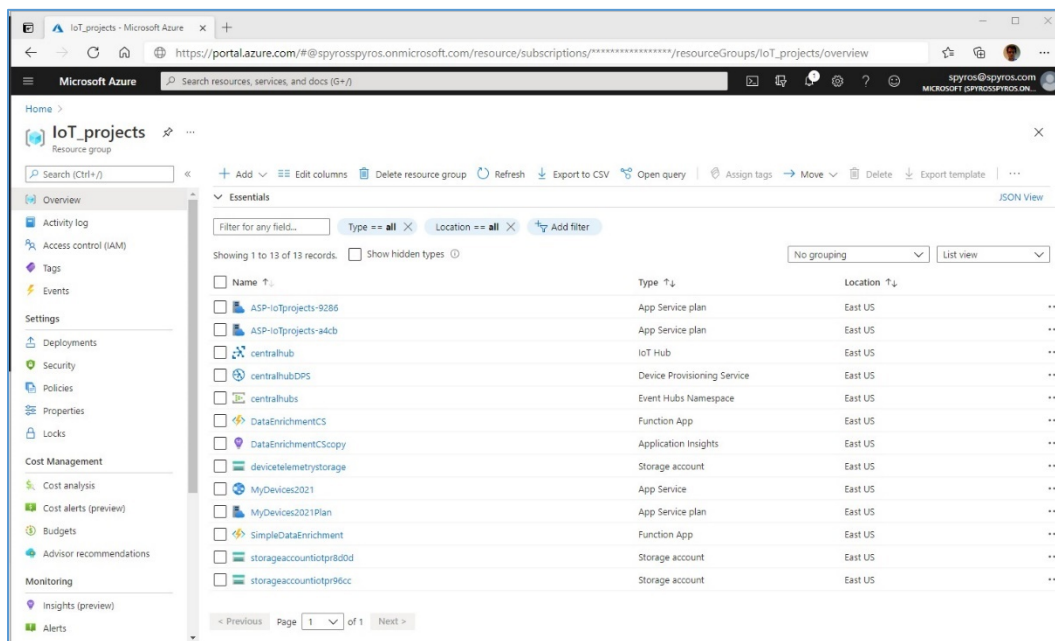 IoT_projects - Microsoft Azure
https://portal.azure.com/#@spyrosspyros.onmicrosoft.com/resource/subscriptions/*****************/resourceGroups/IoT_projects/overview
Microsoft Azure
Search resources, services, and docs (G+/)
1
spyros@spyros.com
MICROSOFT (SPYROSSPYROS.ON...
Home >
IoT_projects
Resource group
Search (Ctrl+/)
Overview
Activity log
Access control (IAM)
Tags
Events
Settings
Deployments
Security
Policies
Properties
Locks
Cost Management
Cost analysis
Cost alerts (preview)
Budgets
Advisor recommendations
Monitoring
Insights (preview)
Alerts
Add Edit columns Delete resource group Refresh Export to CSV Open query Assign tags Move Delete Export template
Essentials JSON View
Filter for any field... Type == all Location == all Add filter
Showing 1 to 13 of 13 records. Show hidden types No grouping List view
Name Type Location
ASP-IoTprojects-9286 App Service plan East US
ASP-IoTprojects-a4cb App Service plan East US
centralhub IoT Hub East US
centralhubDPS Device Provisioning Service East US
centralhubs Event Hubs Namespace East US
DataEnrichmentCS Function App East US
DataEnrichmentCScopy Application Insights East US
devicetelemetrystorage Storage account East US
MyDevices2021 App Service East US
MyDevices2021Plan App Service plan East US
SimpleDataEnrichment Function App East US
storageaccountiotpr8d0d Storage account East US
storageaccountiotpr96cc Storage account East US
< Previous Page 1 of 1 Next >